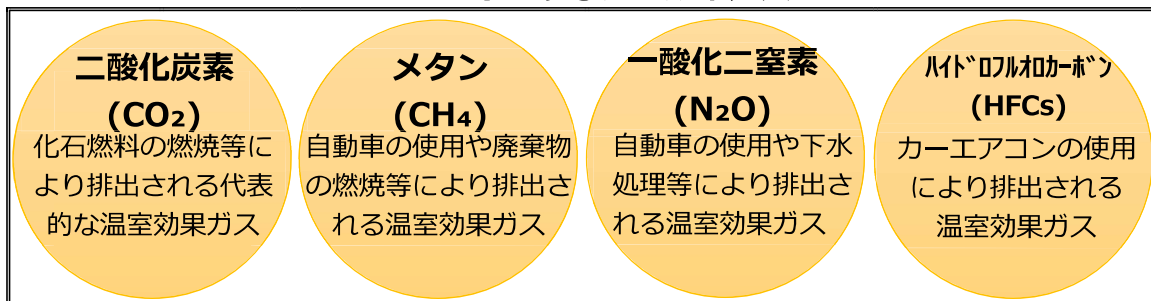 二酸化炭素
(CO₂)
化石燃料の燃焼等に
より排出される代表
的な温室効果ガス
メタン
(CH₄)
自動車の使用や廃棄物
の燃焼等により排出さ
れる温室効果ガス
一酸化二窒素
(N₂O)
自動車の使用や下水
処理等により排出さ
れる温室効果ガス
ﾊｲﾄﾞﾛﾌﾙｵﾛｶｰﾎﾞﾝ
(HFCs)
カーエアコンの使用
により排出される
温室効果ガス